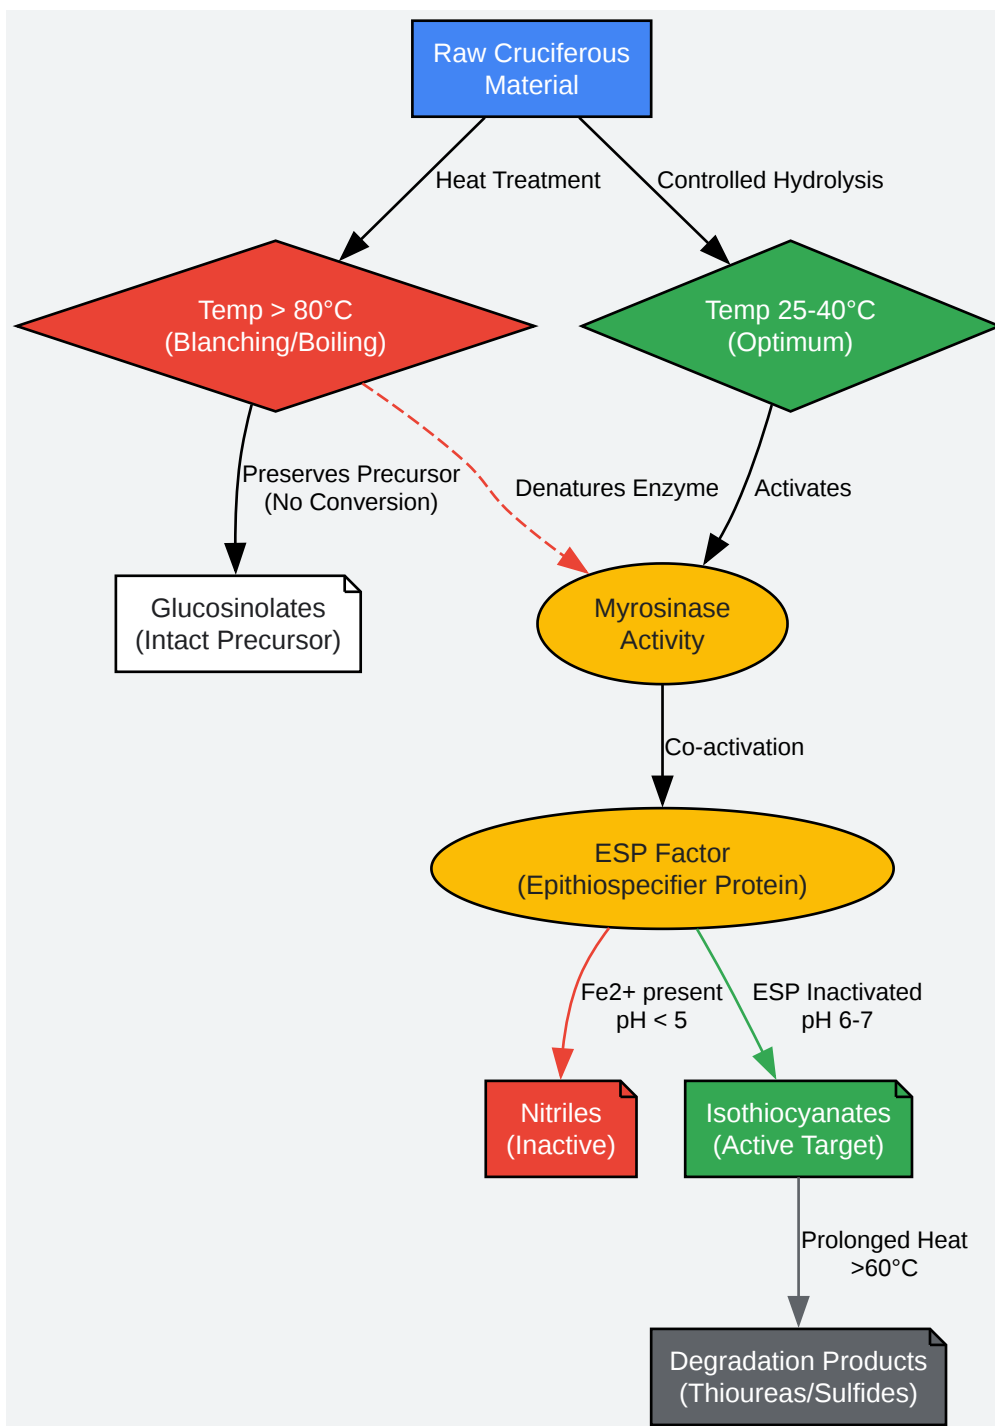 Raw Cruciferous
Material
Heat Treatment
Controlled Hydrolysis
Temp > 80°C
(Blanching/Boiling)
Temp 25-40°C
(Optimum)
Preserves Precursor
(No Conversion)
Denatures Enzyme
Activates
Glucosinolates
(Intact Precursor)
Myrosinase
Activity
Co-activation
ESP Factor
(Epithiospecifier Protein)
Fe2+ present
pH < 5
ESP Inactivated
pH 6-7
Nitriles
(Inactive)
Isothiocyanates
(Active Target)
Prolonged Heat
>60°C
Degradation Products
(Thioureas/Sulfides)